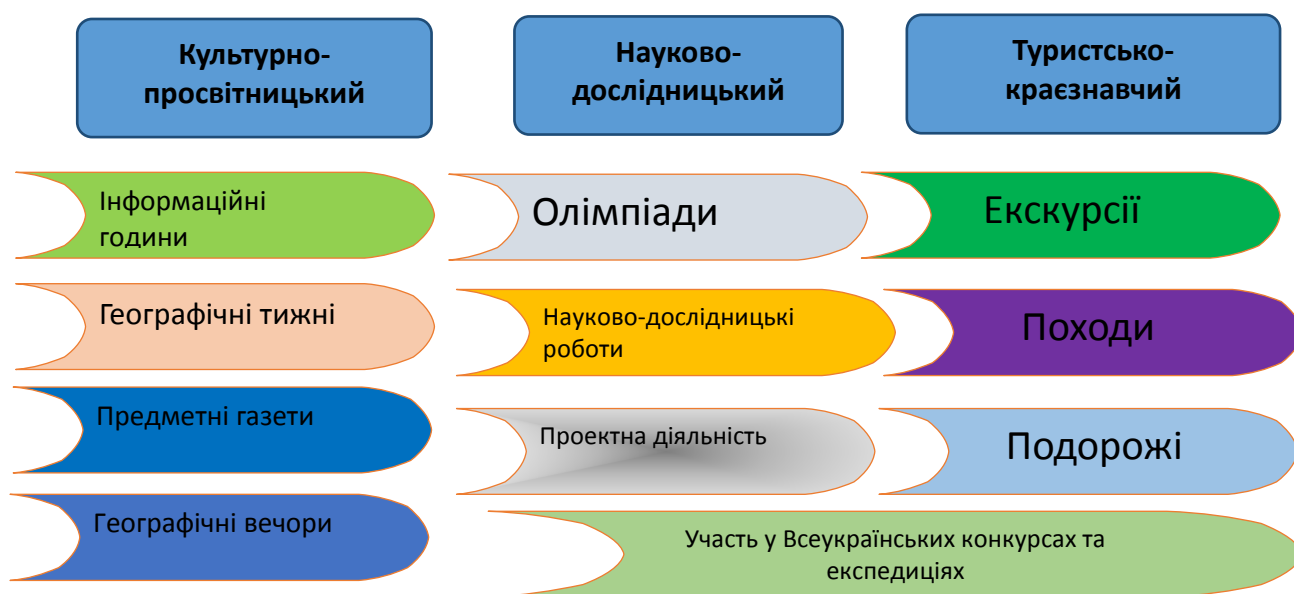 Культурно-
просвітницький
Науково-
дослідницький
Туристсько-
краєзнавчий
Інформаційні
години
Олімпіади
Екскурсії
Географічні тижні
Науково-дослідницькі
роботи
Походи
Предметні газети
Проектна діяльність
Подорожі
Географічні вечори
Участь у Всеукраїнських конкурсах та
експедиціях